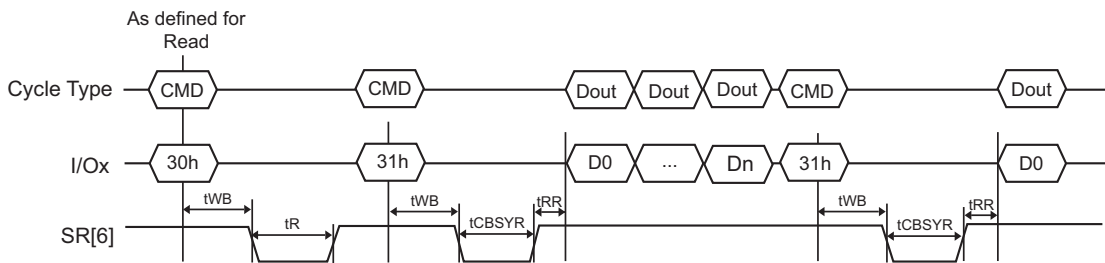 As defined for
Read
Cycle Type CMD CMD Dout Dout Dout CMD Dout
I/Ox 30h 31h D0 ... Dn 31h D0
tWB tR tWB tCBSYR tRR tWB tCBSYR tRR
SR[6]